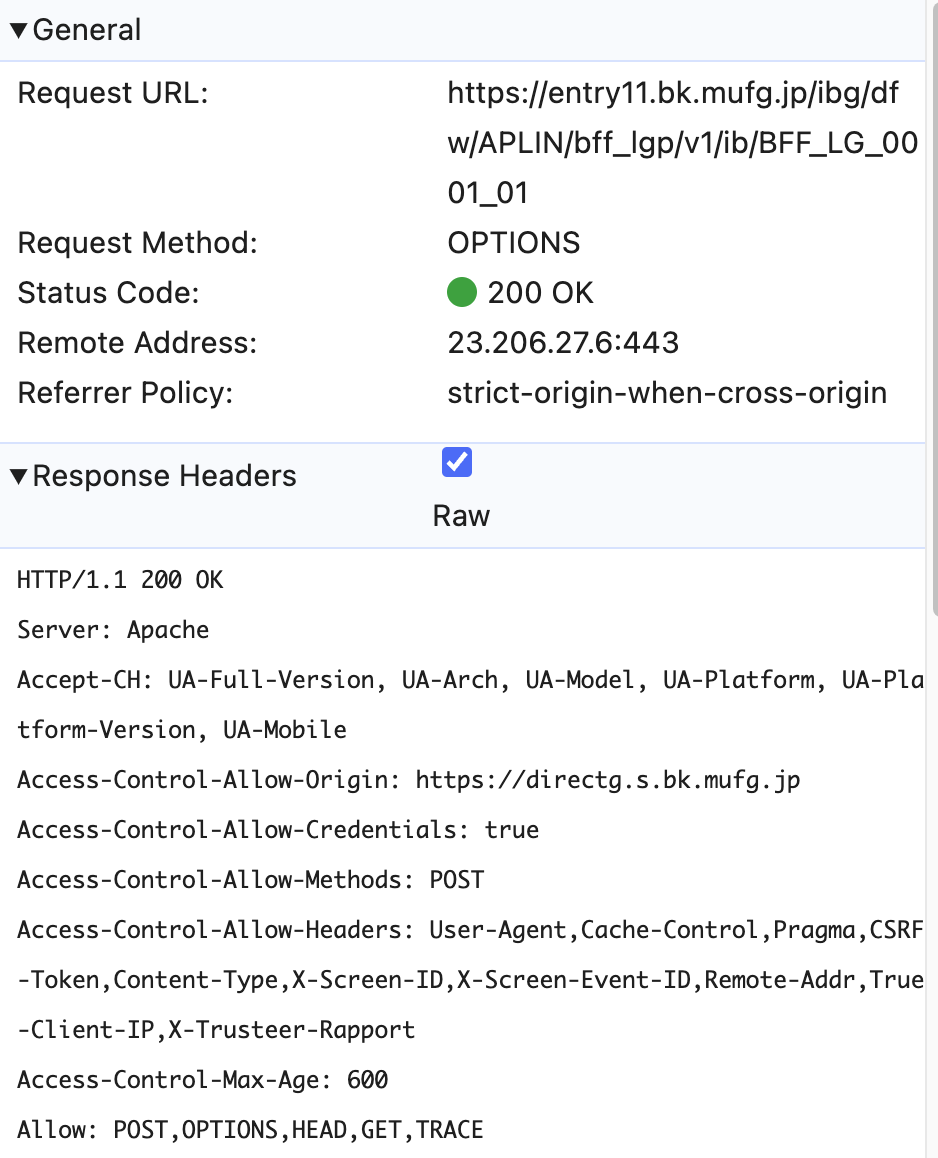 ▼General
Request URL: https://entry11.bk.mufg.jp/ibg/df
w/APLIN/bff_lgp/v1/ib/BFF_LG_00
01_01
Request Method: OPTIONS
Status Code: 200 OK
Remote Address: 23.206.27.6:443
Referrer Policy: strict-origin-when-cross-origin
▼Response Headers
Raw
HTTP/1.1 200 OK
Server: Apache
Accept-CH: UA-Full-Version, UA-Arch, UA-Model, UA-Platform, UA-Pla
tform-Version, UA-Mobile
Access-Control-Allow-Origin: https://directg.s.bk.mufg.jp
Access-Control-Allow-Credentials: true
Access-Control-Allow-Methods: POST
Access-Control-Allow-Headers: User-Agent,Cache-Control,Pragma,CSRF
-Token,Content-Type,X-Screen-ID,X-Screen-Event-ID,Remote-Addr,True
-Client-IP,X-Trusteer-Rapport
Access-Control-Max-Age: 600
Allow: POST,OPTIONS,HEAD,GET,TRACE